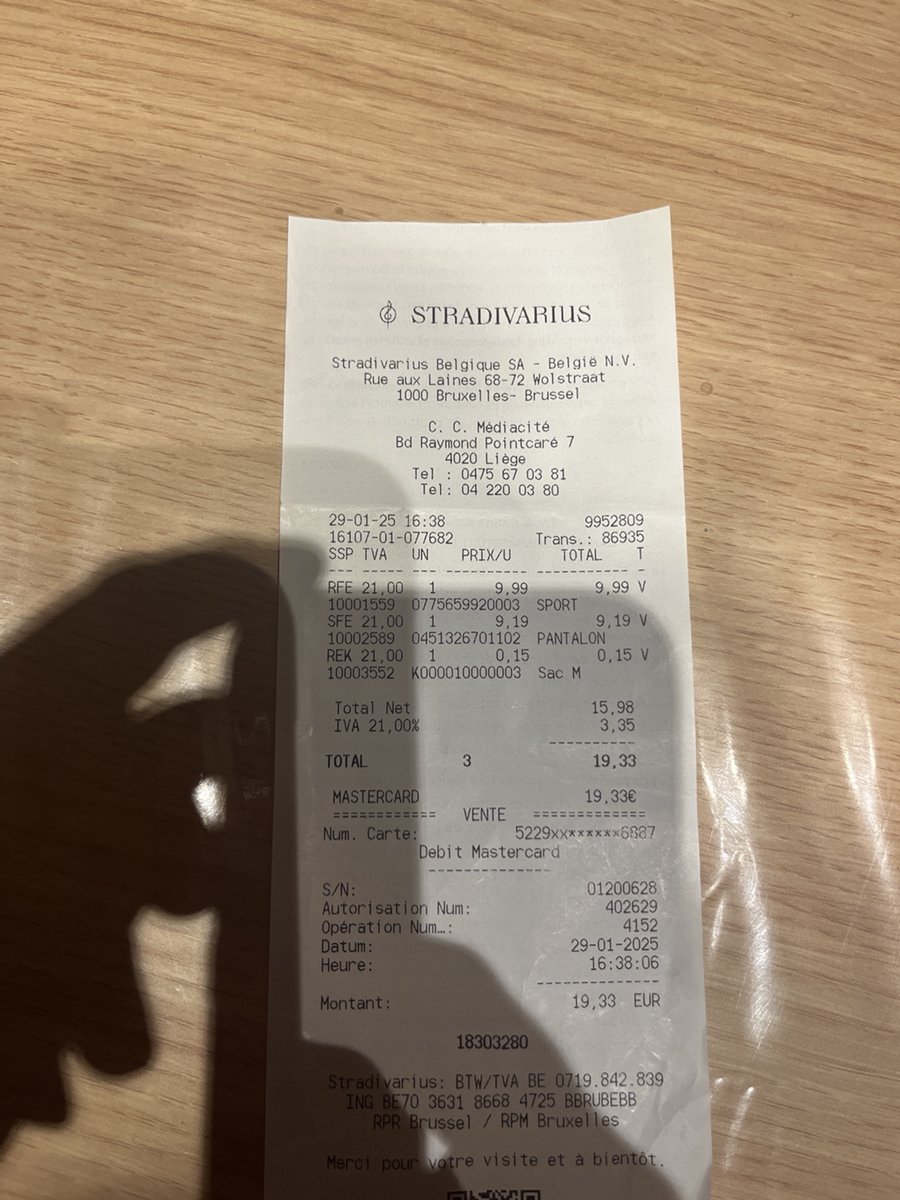 STRADIVARIUS
Stradivarius Belgique SA - België N.V.
Rue aux Laines 68-72 Wolstraat
1000 Bruxelles- Brussel
C. C. Médiacité
Bd Raymond Pointcaré 7
4020 Liège
Tel : 0475 67 03 81
Tel: 04 220 03 80
29-01-25 16:38 9952809
16107-01-077682 Trans.: 86935
SSP TVA UN PRIX/U TOTAL T
--- ----- --- ---------- ----------- -
RFE 21,00 1 9,99 9,99 V
10001559 0775659920003 SPORT
SFE 21,00 1 9,19 9,19 V
10002589 0451326701102 PANTALON
REK 21,00 1 0,15 0,15 V
10003552 K000010000003 Sac M
Total Net 15,98
IVA 21,00% 3,35
----------
TOTAL 3 19,33
MASTERCARD 19,33€
============ VENTE =============
Num. Carte: 5229xx******6887
Debit Mastercard
--------------
S/N: 01200628
Autorisation Num: 402629
Opération Num…: 4152
Datum: 29-01-2025
Heure: 16:38:06
--------------
Montant: 19,33 EUR
18303280
Stradivarius: BTW/TVA BE 0719.842.839
ING BE70 3631 8668 4725 BBRUBEBB
RPR Brussel / RPM Bruxelles
Merci pour votre visite et à bientôt.